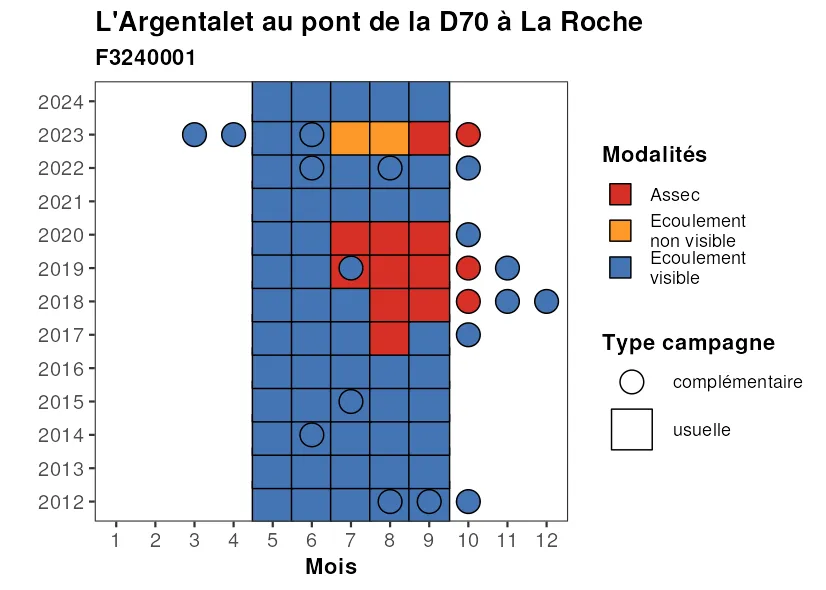 L'Argentalet au pont de la D70 à La Roche
F3240001
2024
2023
2022
2021
2020
2019
2018
2017
2016
2015
2014
2013
2012
1 2 3 4 5 6 7 8 9 10 11 12
Mois
Modalités
Assec
Ecoulement
non visible
Ecoulement
visible
Type campagne
complémentaire
usuelle